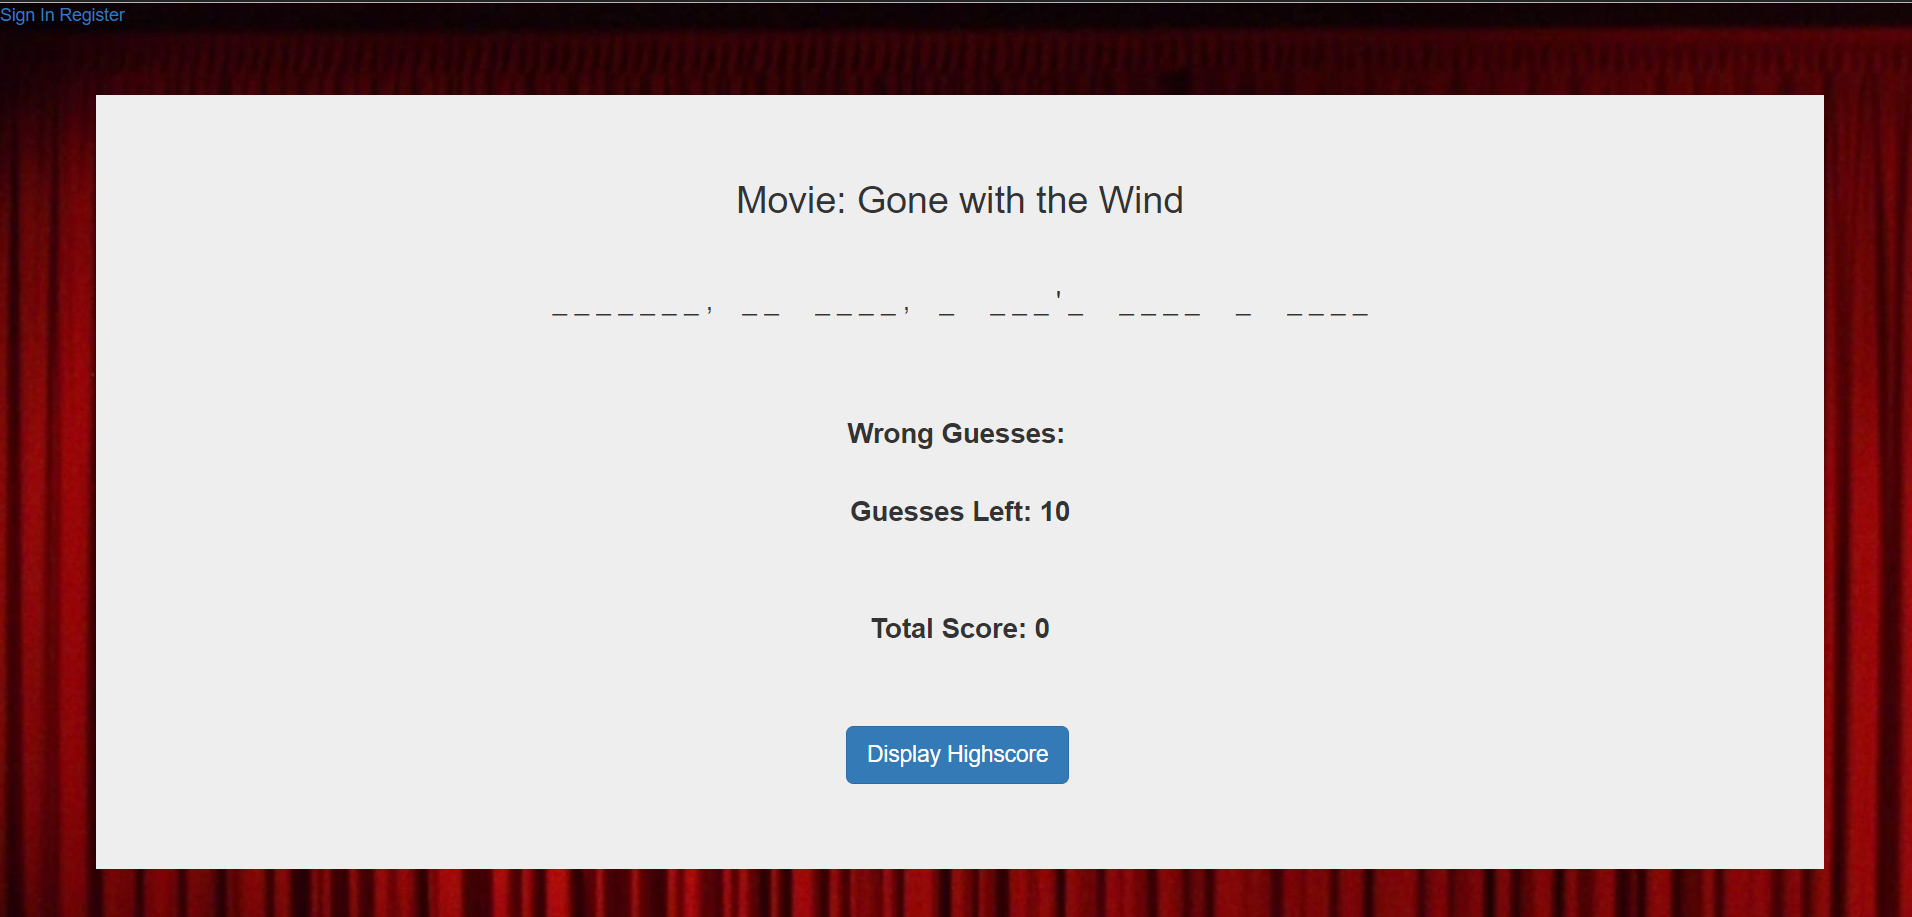 Sign In Register
Movie: Gone with the Wind
_ _ _ _ _ _ _ ,   _ _   _ _ _ _ ,   _   _ _ _ ' _   _ _ _ _   _   _ _ _ _
Wrong Guesses:
Guesses Left: 10
Total Score: 0
Display Highscore